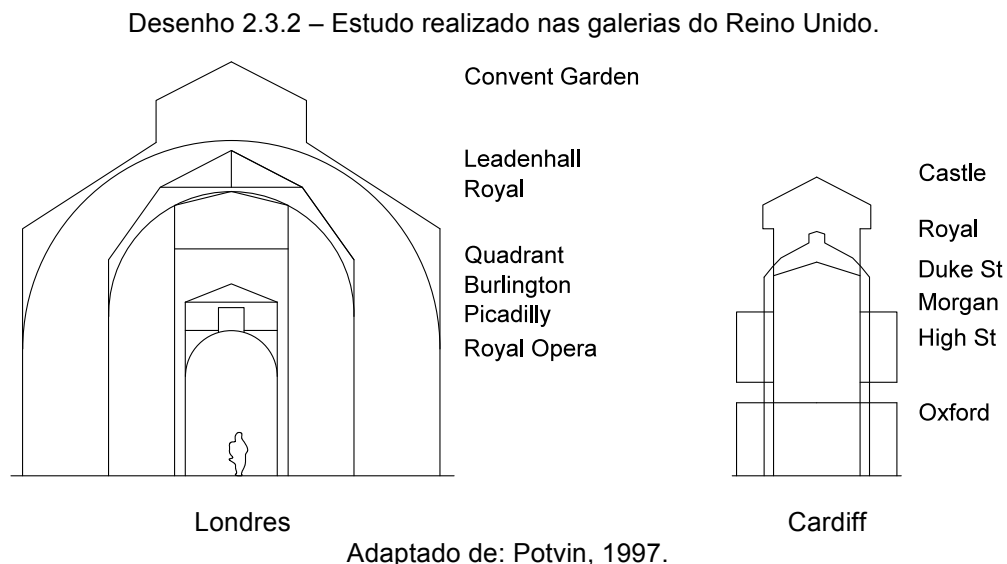 Desenho 2.3.2 – Estudo realizado nas galerias do Reino Unido.
Convent Garden
Leadenhall
Royal
Quadrant
Burlington
Picadilly
Royal Opera
Castle
Royal
Duke St
Morgan
High St
Oxford
Londres
Cardiff
Adaptado de: Potvin, 1997.